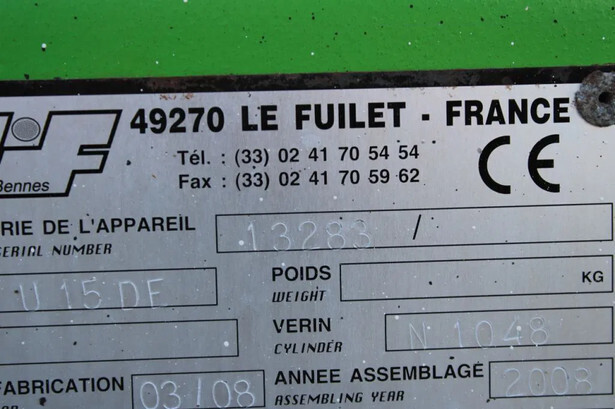 49270 LE FUILET - FRANCE
Tél. : (33) 02 41 70 54 54
Fax : (33) 02 41 70 59 62
CE
F
Bennes
RIE DE L'APPAREIL 13283 /
SERIAL NUMBER
U 15 DF
POIDS KG
WEIGHT
VERIN N 1048
CYLINDER
FABRICATION 03/08
ANNEE ASSEMBLAGE 2008
ASSEMBLING YEAR